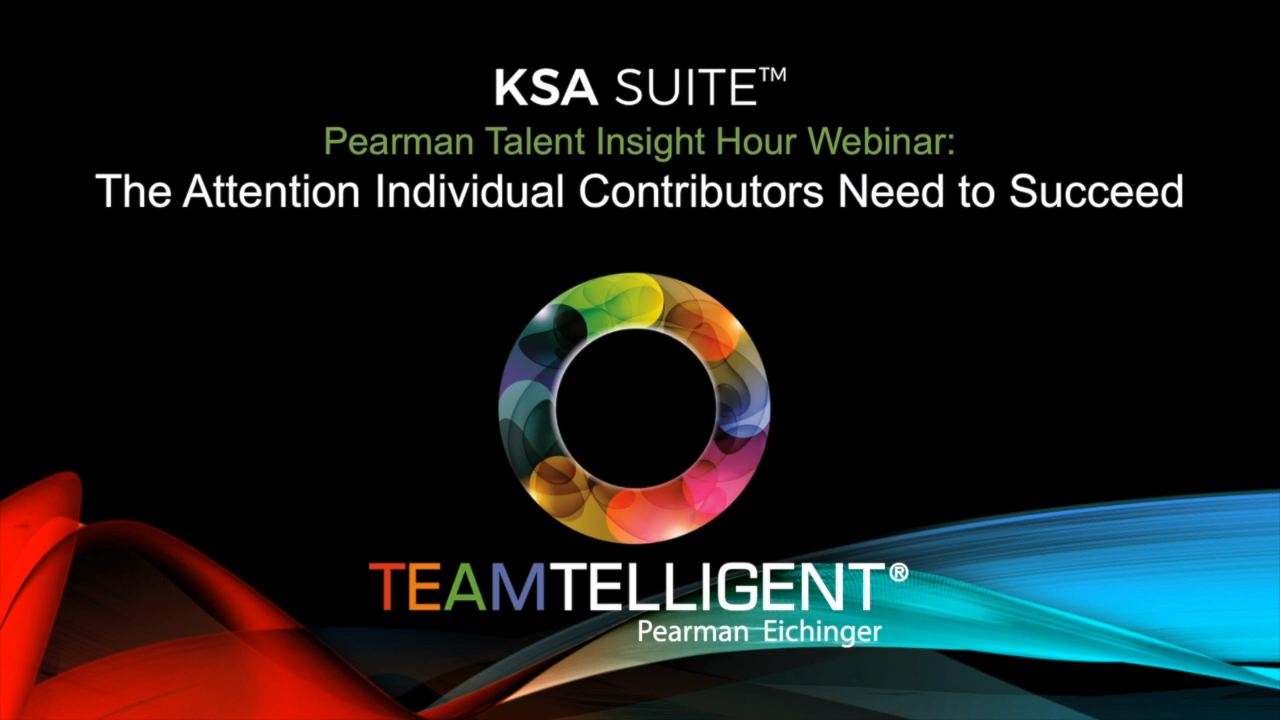 KSA SUITE™
Pearman Talent Insight Hour Webinar:
The Attention Individual Contributors Need to Succeed
TEAMTELLIGENT®
Pearman Eichinger